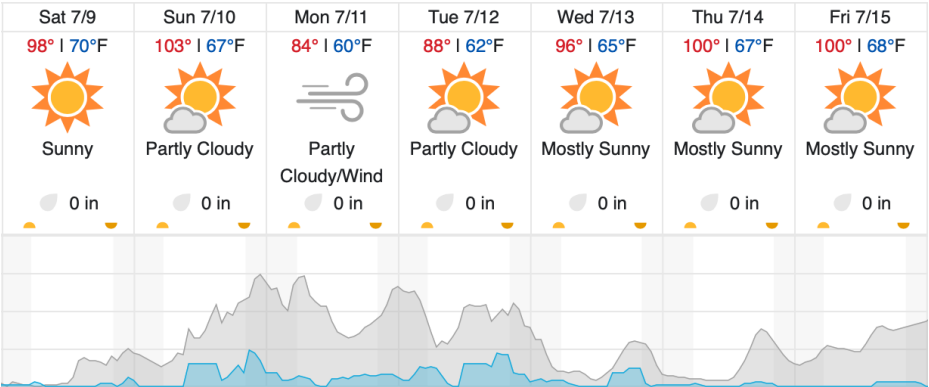 Sat 7/9 Sun 7/10 Mon 7/11 Tue 7/12 Wed 7/13 Thu 7/14 Fri 7/15
98° | 70°F 103° | 67°F 84° | 60°F 88° | 62°F 96° | 65°F 100° | 67°F 100° | 68°F
Sunny Partly Cloudy Partly Partly Cloudy Mostly Sunny Mostly Sunny Mostly Sunny
Cloudy/Wind
0 in 0 in 0 in 0 in 0 in 0 in 0 in